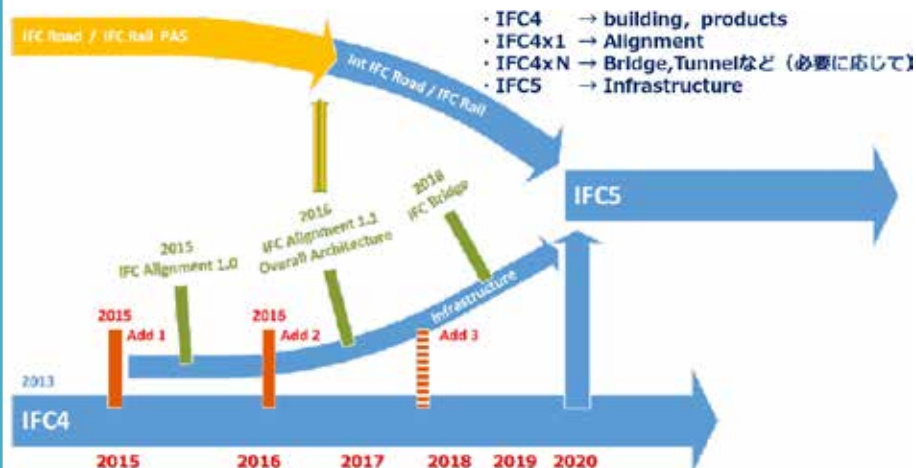 IFC Road / IFC Rail PAS
Int IFC Road / IFC Rail
・IFC4 → building, products
・IFC4x1 → Alignment
・IFC4xN → Bridge,Tunnelなど（必要に応じて）
・IFC5 → Infrastructure
IFC5
2018
IFC Bridge
2016
IFC Alignment 1.1
Overall Architecture
2015
IFC Alignment 1.0
Infrastructure
2015
Add 1
2016
Add 2
Add 3
2013
IFC4
2015 2016 2017 2018 2019 2020